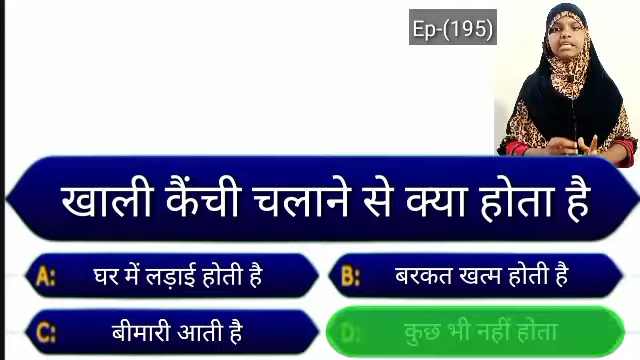 Ep-(195)
खाली कैंची चलाने से क्या होता है
A: घर में लड़ाई होती है
B: बरकत खत्म होती है
C: बीमारी आती है
D: कुछ भी नहीं होता